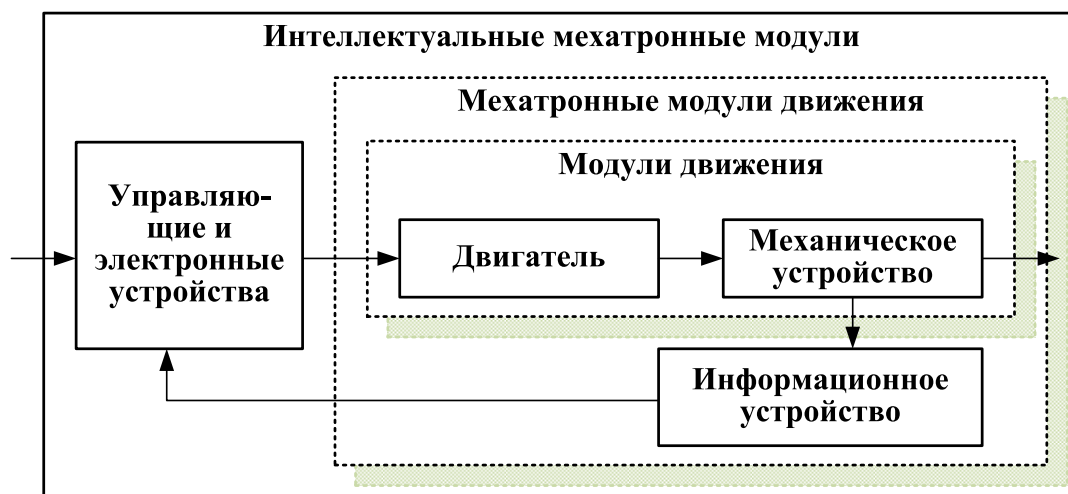 Интеллектуальные мехатронные модули
Мехатронные модули движения
Модули движения
Управляю-
щие и
электронные
устройства
Двигатель
Механическое
устройство
Информационное
устройство